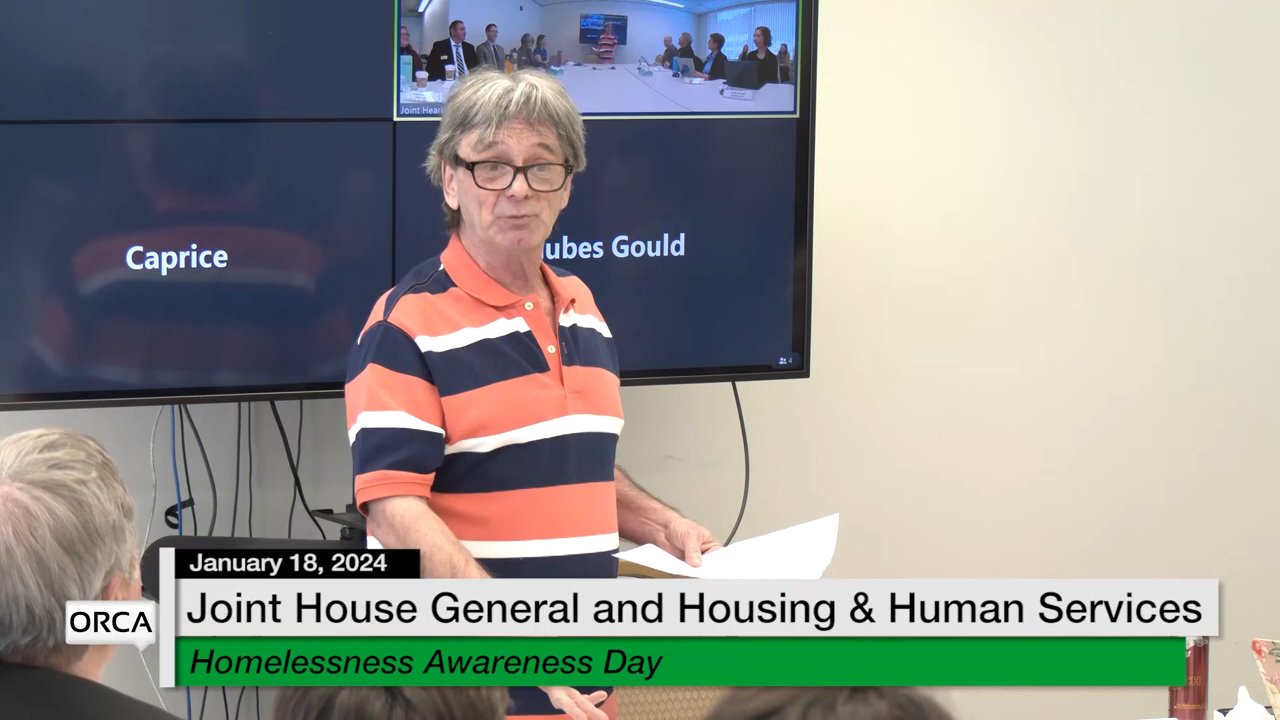 Joint Hear
Caprice
ubes Gould
4
January 18, 2024
ORCA
Joint House General and Housing & Human Services
Homelessness Awareness Day